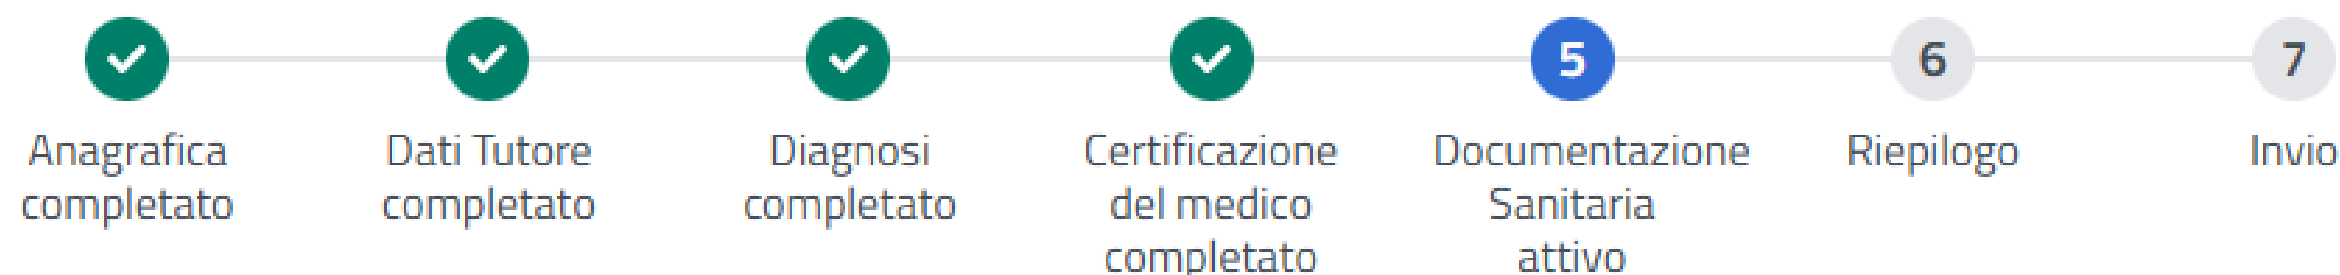 5
6
7
Anagrafica
completato
Dati Tutore
completato
Diagnosi
completato
Certificazione
del medico
completato
Documentazione
Sanitaria
attivo
Riepilogo
Invio